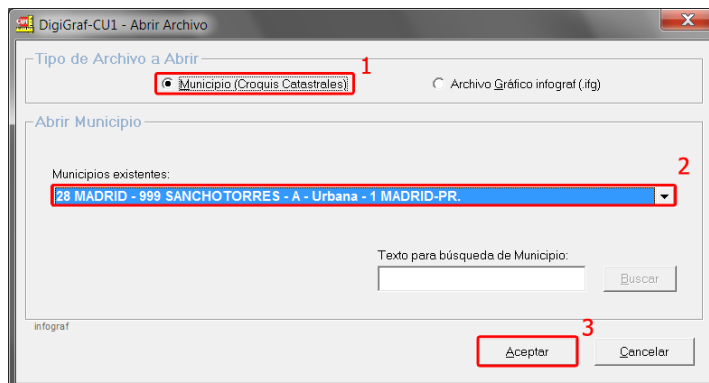 DigiGraf-CU1 - Abrir Archivo
Tipo de Archivo a Abrir
1
Municipio (Croquis Catastrales)
Archivo Gráfico infograf (.ifg)
Abrir Municipio
Municipios existentes:
2
28 MADRID - 999 SANCHOTORRES - A - Urbana - 1 MADRID-PR.
Texto para búsqueda de Municipio:
Buscar
infograf
3
Aceptar
Cancelar